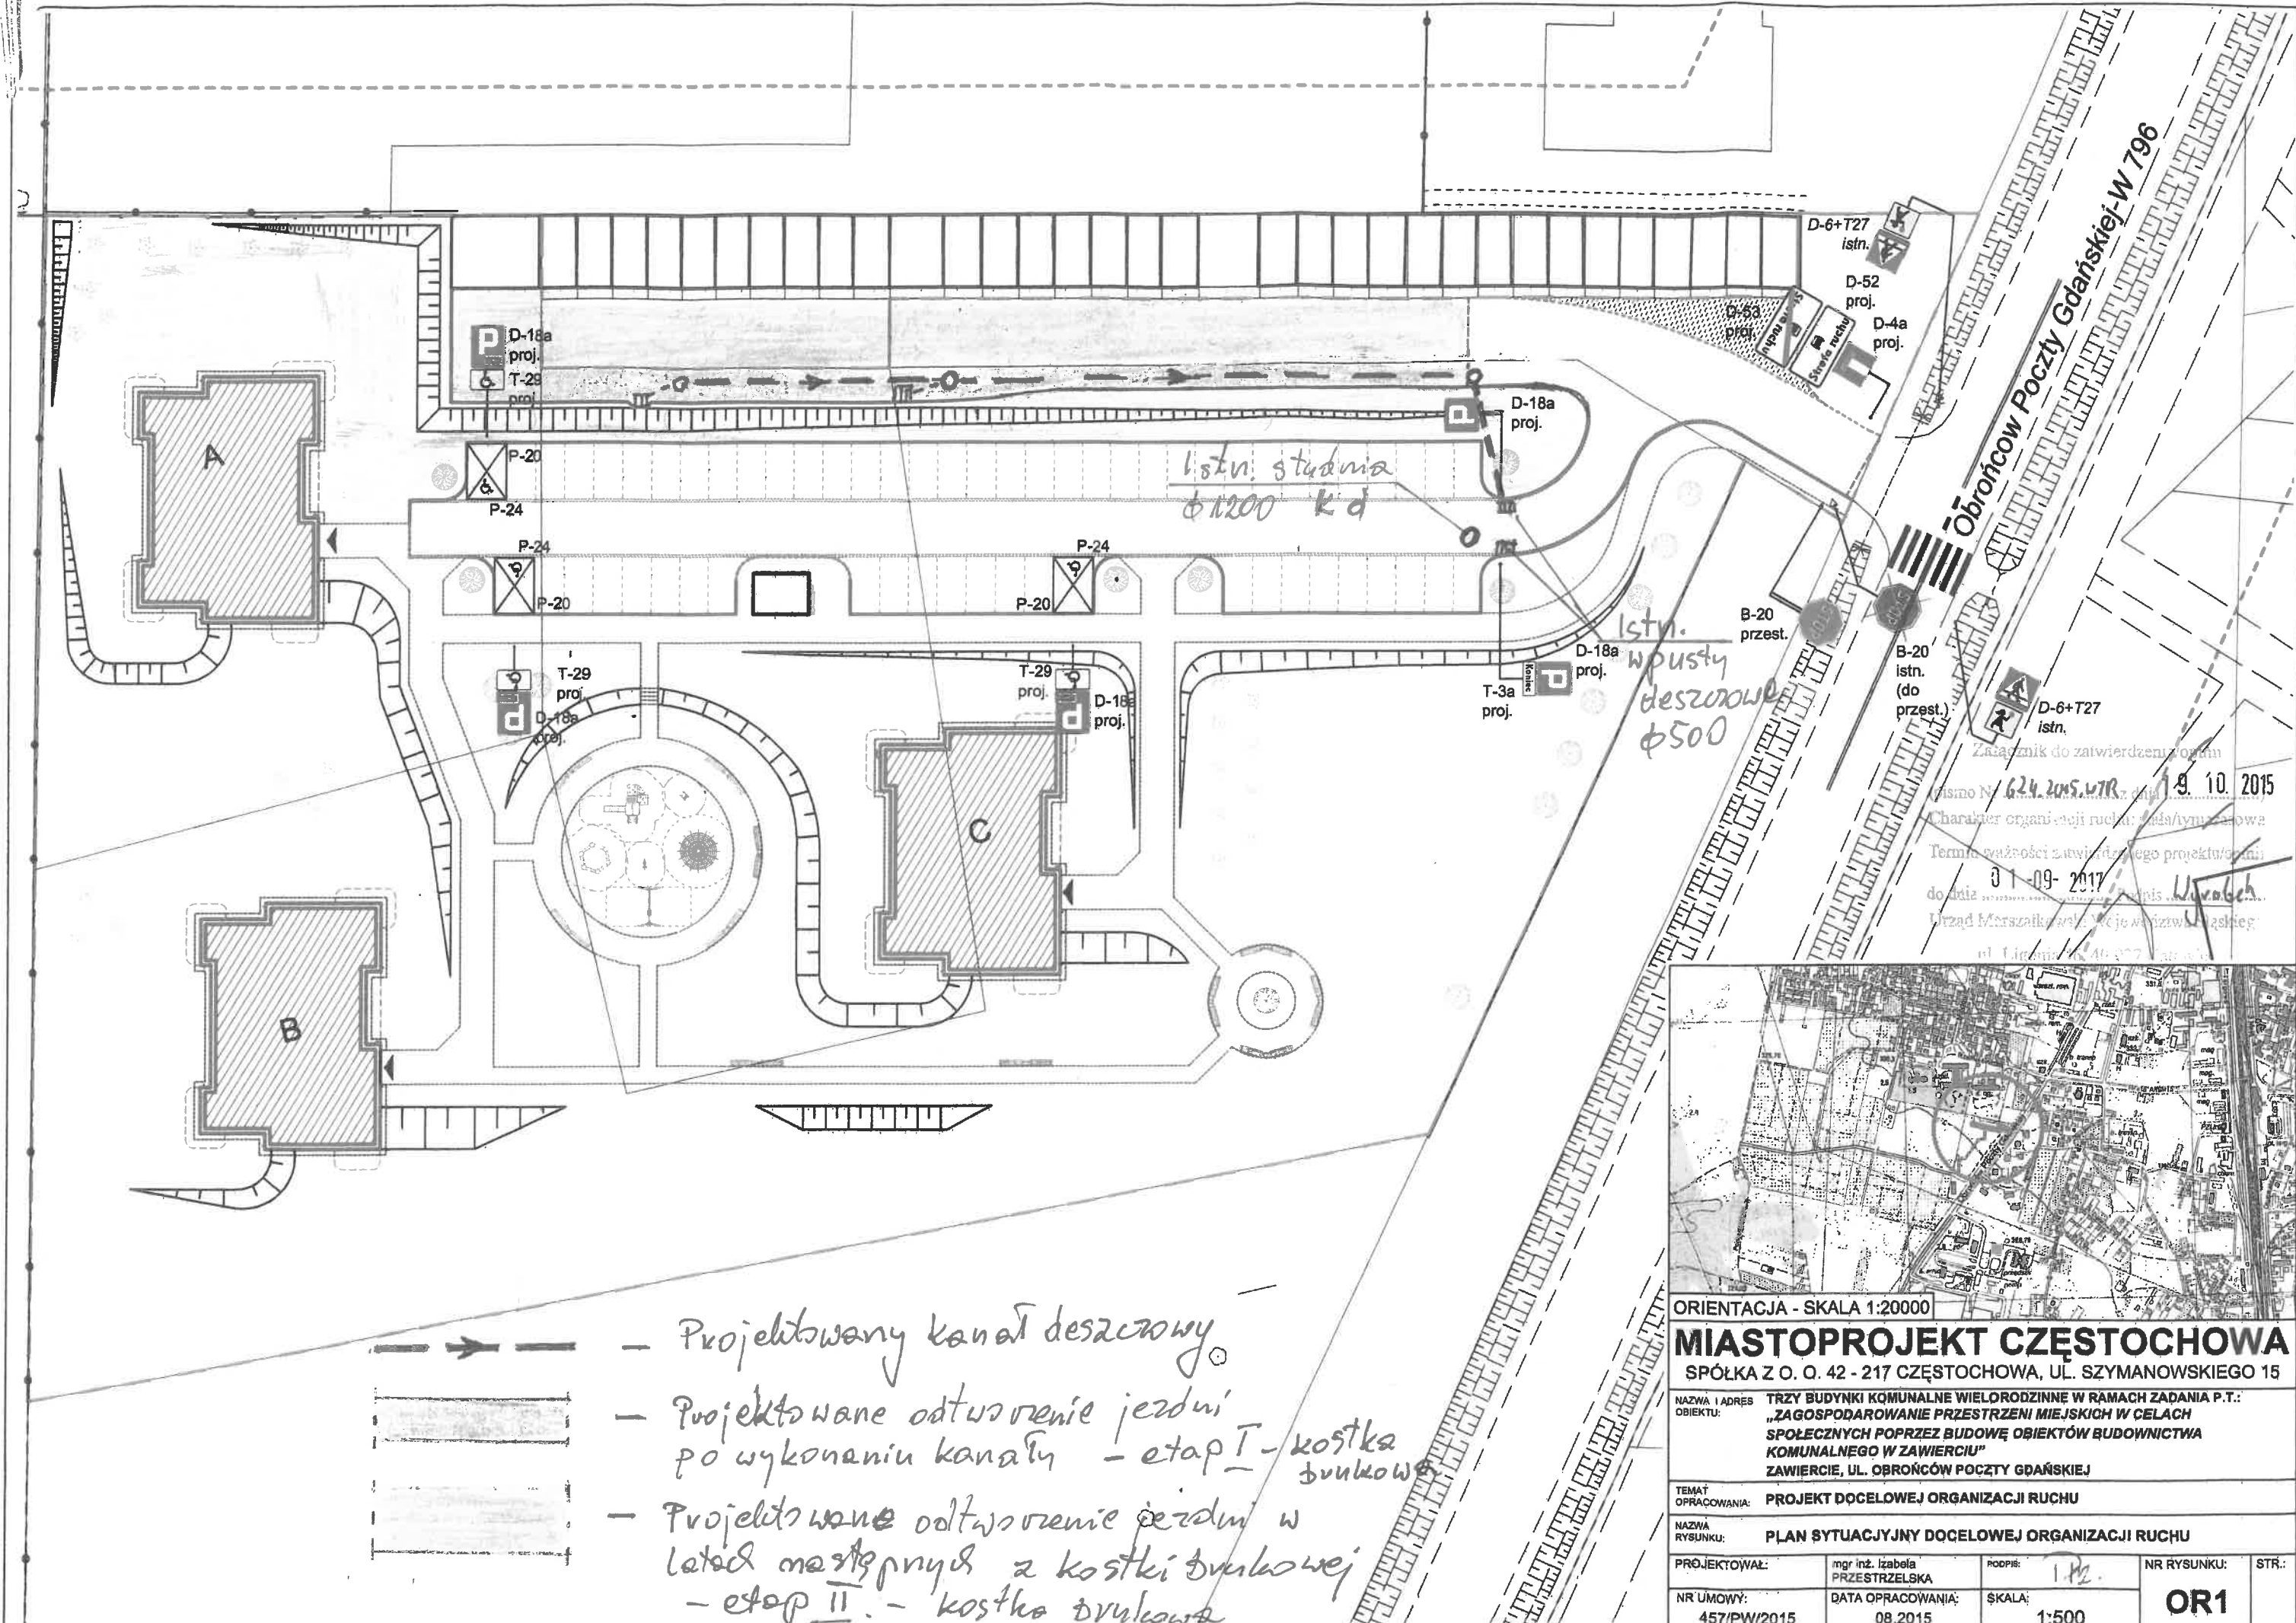 D-6+T27
istn.
D-52
proj.
D-53
proj.
D-4a
proj.
Strefa ruchu
Obrońców Poczty Gdańskiej-W 796
P
D-18a
proj.
T-29
proj.
D-18a
proj.
P-20
P-24
Istn. studnia
ϕ1200 kd
A
P-24
P-20
P-24
P-20
T-29
proj.
D-18a
proj.
T-29
proj.
D-18a
proj.
Istn.
wpusty
deszczowe
ϕ500
D-18a
proj.
Koniec
T-3a
proj.
B-20
przest.
B-20
istn.
(do
przest.)
D-6+T27
istn.
C
B
Załącznik do zatwierdzenia/opinii
pismo Nr 624.2015.WTR z dnia 19. 10. 2015
Charakter organizacji ruchu: stała/tymczasowa
Termin ważności zatwierdzonego projektu/opinii
do dnia 01-09-2017 Podpis
Urząd Marszałkowski Województwa Śląskiego
ORIENTACJA - SKALA 1:20000
— Projektowany kanał deszczowy
— Projektowane odtworzenie jezdni
po wykonaniu kanału – etap I – kostka
brukowa
— Projektowane odtworzenie jezdni w
latach następnych z kostki brukowej
– etap II. – kostka brukowa
MIASTOPROJEKT CZĘSTOCHOWA
SPÓŁKA Z O. O. 42 - 217 CZĘSTOCHOWA, UL. SZYMANOWSKIEGO 15
NAZWA I ADRES OBIEKTU: TRZY BUDYNKI KOMUNALNE WIELORODZINNE W RAMACH ZADANIA P.T.:
„ZAGOSPODAROWANIE PRZESTRZENI MIEJSKICH W CELACH
SPOŁECZNYCH POPRZEZ BUDOWĘ OBIEKTÓW BUDOWNICTWA
KOMUNALNEGO W ZAWIERCIU"
ZAWIERCIE, UL. OBROŃCÓW POCZTY GDAŃSKIEJ
TEMAT OPRACOWANIA: PROJEKT DOCELOWEJ ORGANIZACJI RUCHU
NAZWA RYSUNKU: PLAN SYTUACJYJNY DOCELOWEJ ORGANIZACJI RUCHU
PROJEKTOWAŁ: mgr inż. Izabela PRZESTRZELSKA PODPIS: NR RYSUNKU: STR.:
NR UMOWY: DATA OPRACOWANIA: SKALA: OR1
457/PW/2015 08.2015 1:500